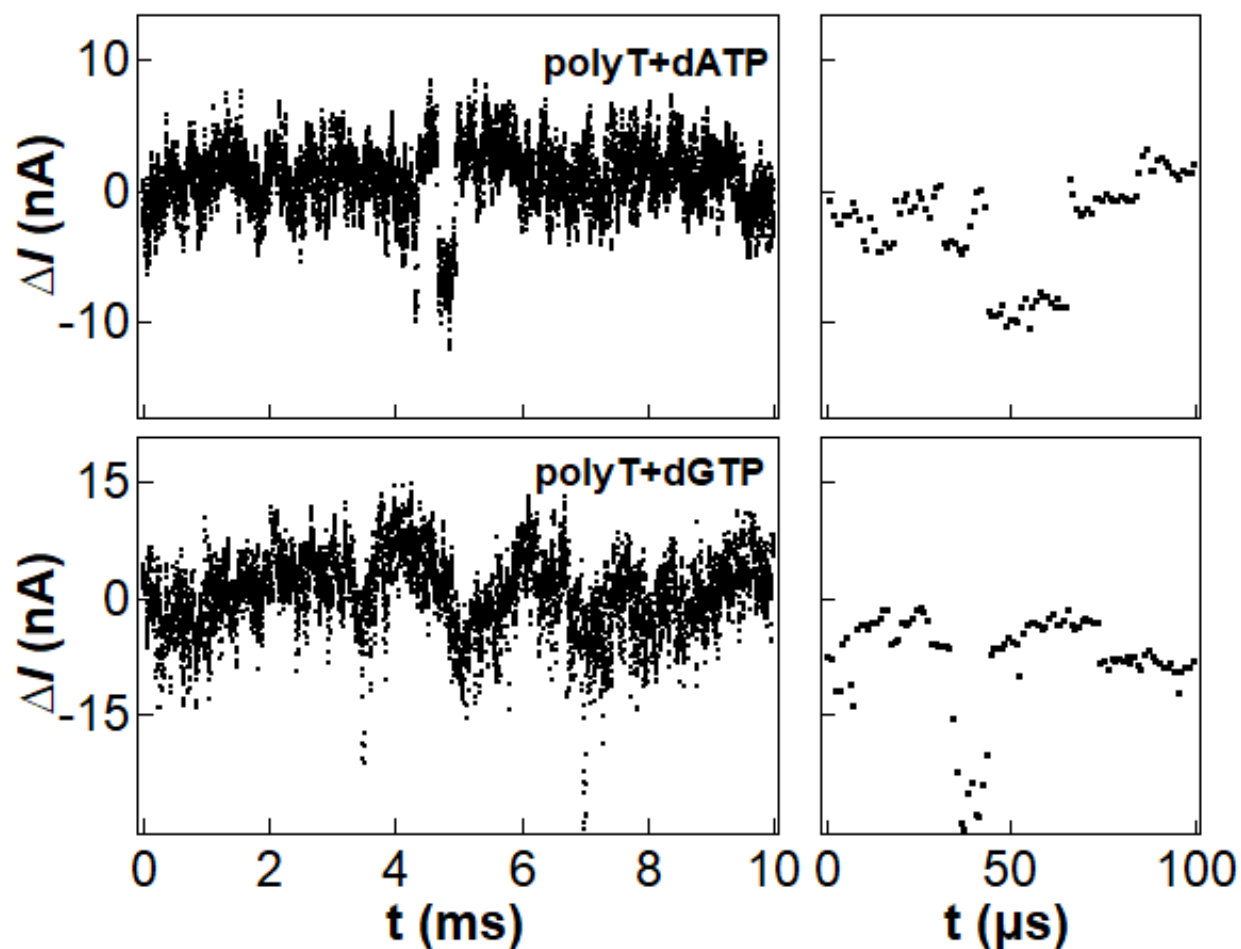 10
polyT+dATP
0
ΔI (nA)
-10
15
polyT+dGTP
0
ΔI (nA)
-15
0 2 4 6 8 10 0 50 100
t (ms) t (μs)